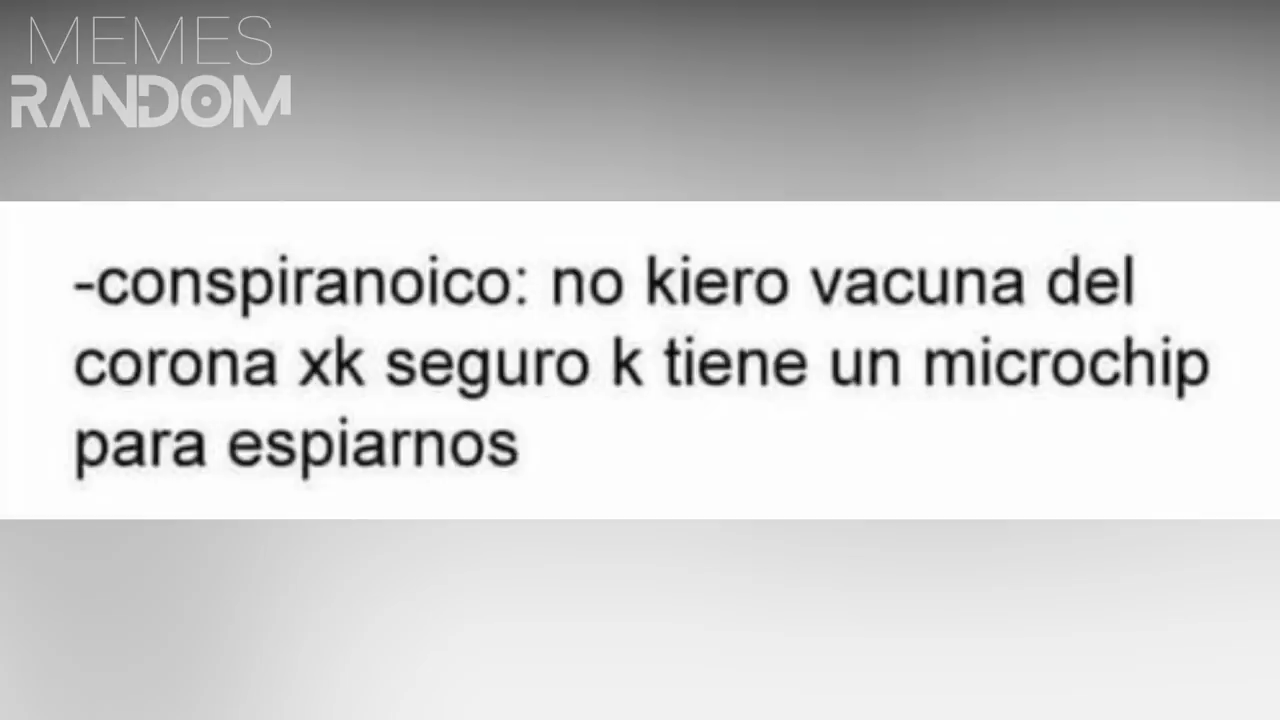 MEMES
RANDOM
-conspiranoico: no kiero vacuna del
corona xk seguro k tiene un microchip
para espiarnos